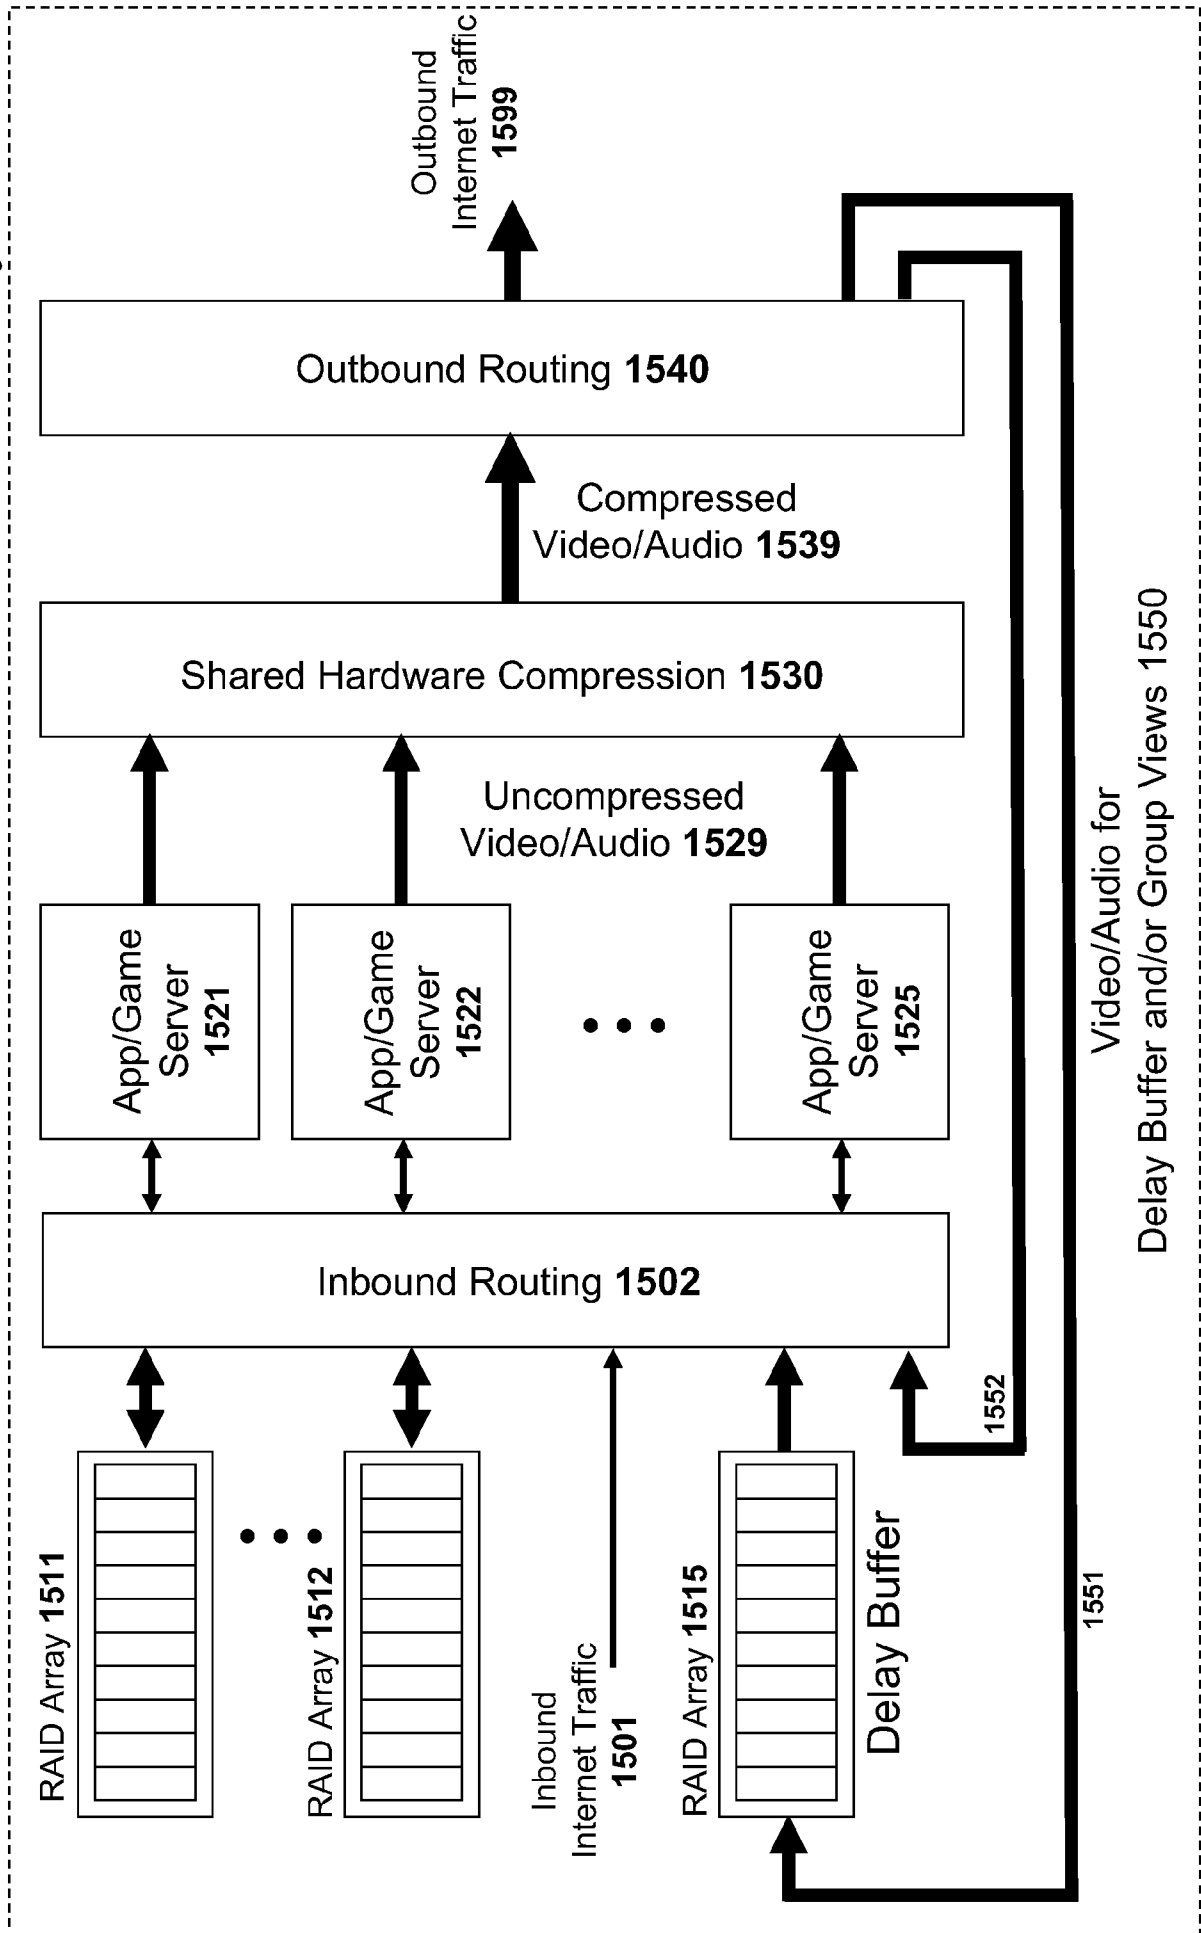 Outbound
Internet Traffic
1599
Outbound Routing 1540
Compressed
Video/Audio 1539
Shared Hardware Compression 1530
Uncompressed
Video/Audio 1529
App/Game
Server
1521
App/Game
Server
1522
App/Game
Server
1525
Inbound Routing 1502
RAID Array 1511
RAID Array 1512
Inbound
Internet Traffic
1501
RAID Array 1515
Delay Buffer
1552
1551
Video/Audio for
Delay Buffer and/or Group Views 1550